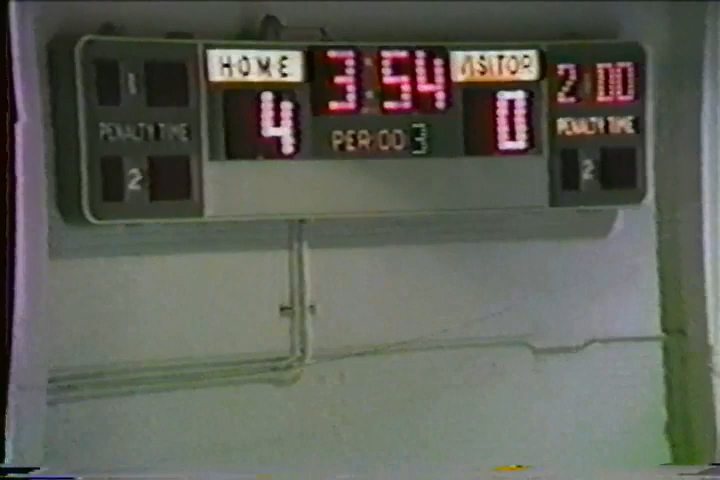 HOME 3:54 VISITOR 2:00
1
4 0
PENALTY TIME PERIOD 3 PENALTY TIME
2 2